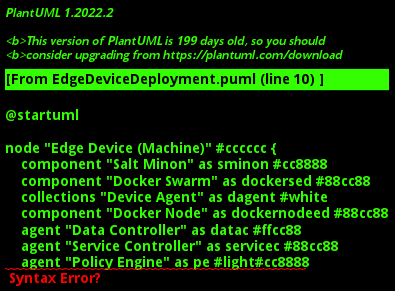 PlantUML 1.2022.2
<b>This version of PlantUML is 199 days old, so you should
<b>consider upgrading from https://plantuml.com/download
[From EdgeDeviceDeployment.puml (line 10) ]
@startuml
node "Edge Device (Machine)" #cccccc {
component "Salt Minon" as sminon #cc8888
component "Docker Swarm" as dockersed #88cc88
collections "Device Agent" as dagent #white
component "Docker Node" as dockernodeed #88cc88
agent "Data Controller" as datac #ffcc88
agent "Service Controller" as servicec #88cc88
agent "Policy Engine" as pe #light#cc8888
Syntax Error?